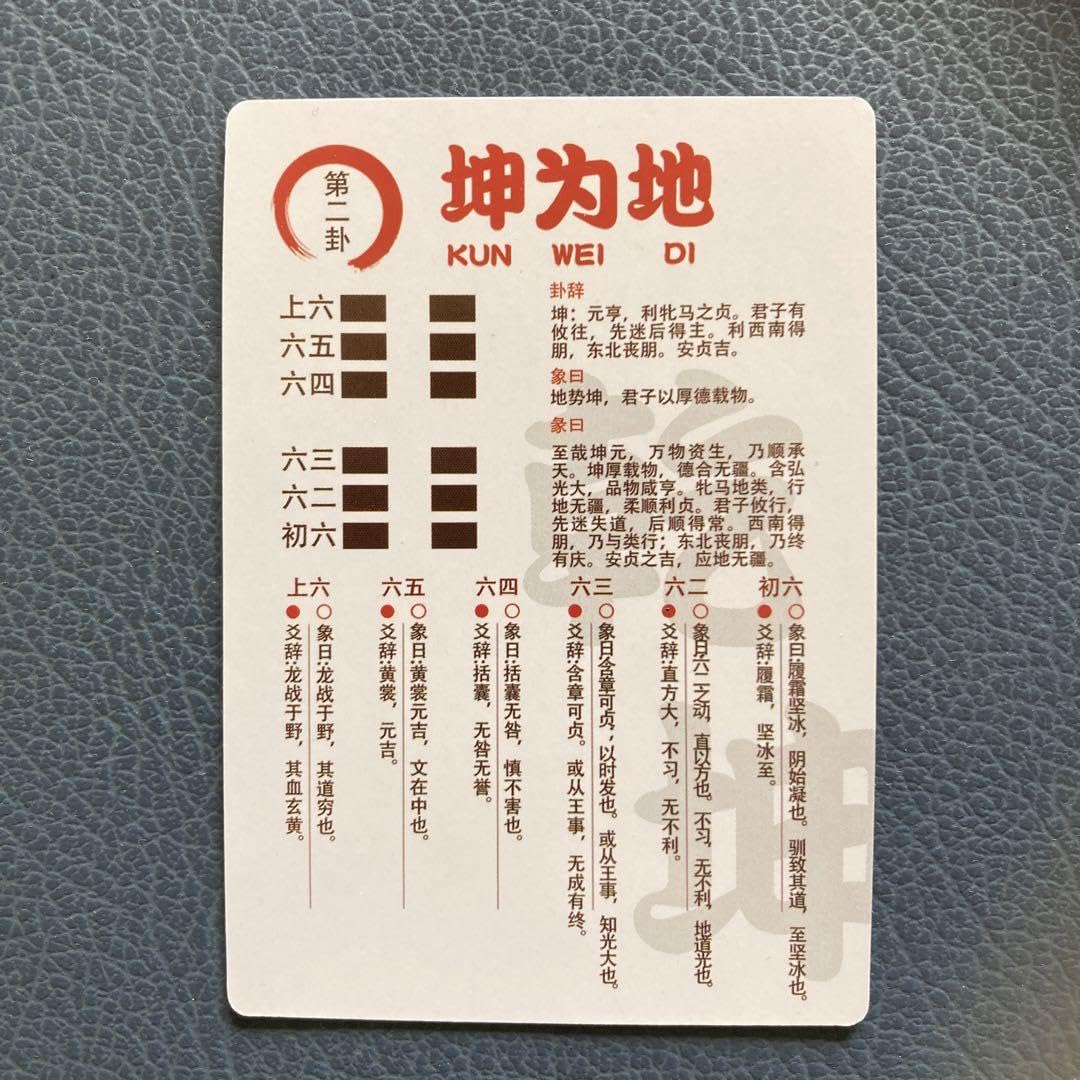 第二卦
坤为地
KUN WEI DI
上六
六五
六四
六三
六二
初六
卦辞
坤：元亨，利牝马之贞。君子有
攸往，先迷后得主。利西南得
朋，东北丧朋。安贞吉。
象曰
地势坤，君子以厚德载物。
彖曰
至哉坤元，万物资生，乃顺承
天。坤厚载物，德合无疆。含弘
光大，品物咸亨。牝马地类，行
地无疆，柔顺利贞。君子攸行，
先迷失道，后顺得常。西南得
朋，乃与类行；东北丧朋，乃终
有庆。安贞之吉，应地无疆。
初六
象曰:履霜坚冰，阴始凝也。驯致其道，至坚冰也。
爻辞:履霜，坚冰至。
六二
象曰六二之动，直以方也。不习，无不利，地道光也。
爻辞:直方大，不习，无不利。
六三
象曰含章可贞；以时发也。或从王事，知光大也。
爻辞:含章可贞。或从王事，无成有终。
六四
象曰:括囊无咎，慎不害也。
爻辞:括囊，无咎无誉。
六五
象曰:黄裳元吉，文在中也。
爻辞:黄裳，元吉。
上六
象曰:龙战于野，其道穷也。
爻辞:龙战于野，其血玄黄。